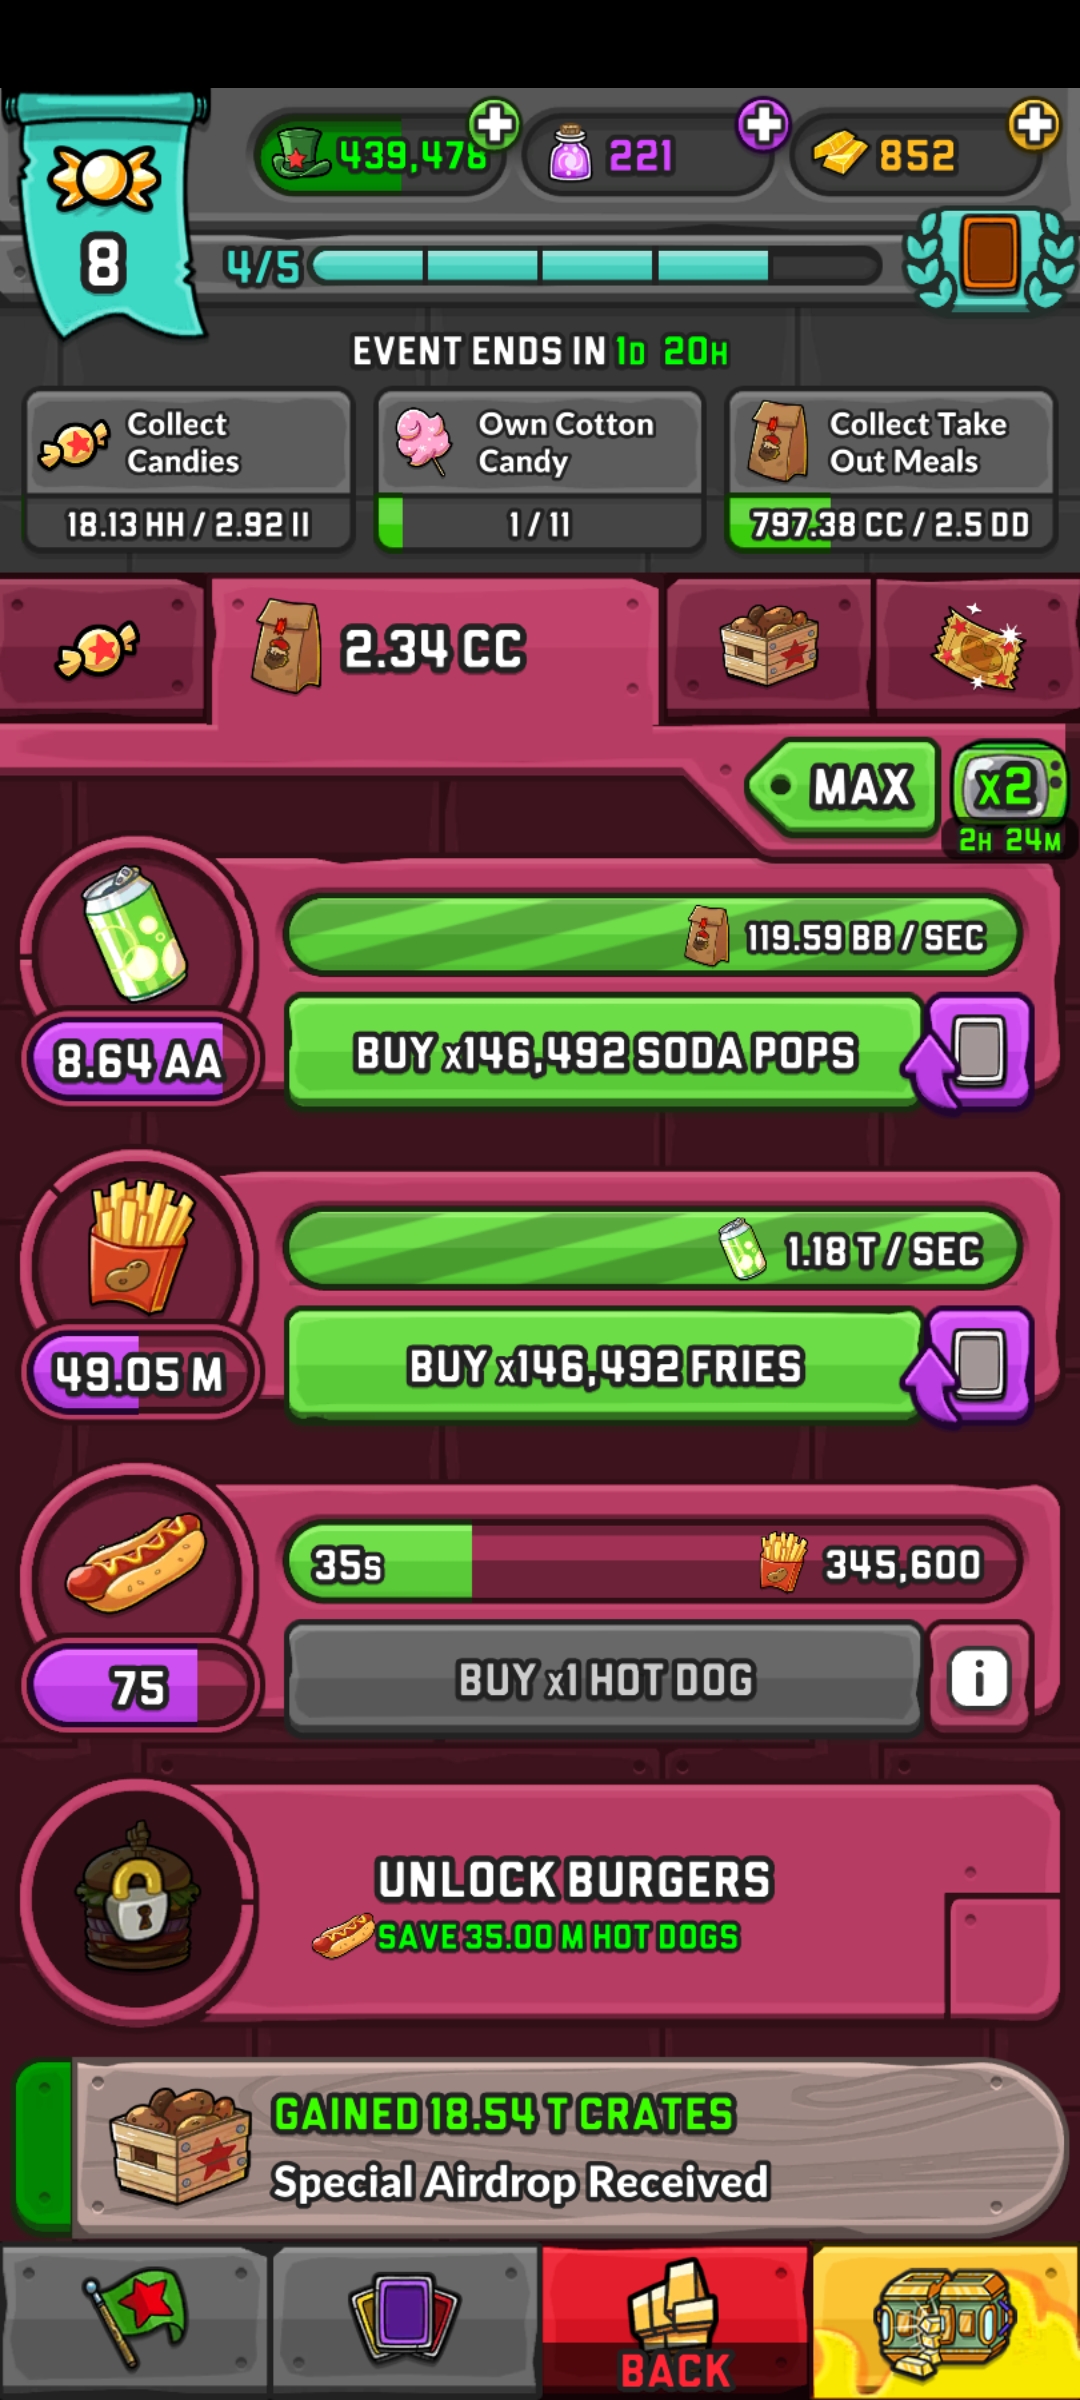 439,478
221
852
8
4/5
EVENT ENDS IN 1D 20H
Collect
Candies
18.13 HH / 2.92 II
Own Cotton
Candy
1 / 11
Collect Take
Out Meals
797.38 CC / 2.5 DD
2.34 CC
MAX
x2
2H 24M
119.59 BB / SEC
8.64 AA
BUY x146,492 SODA POPS
1.18 T / SEC
49.05 M
BUY x146,492 FRIES
35s
345,600
75
BUY x1 HOT DOG
i
UNLOCK BURGERS
SAVE 35.00 M HOT DOGS
GAINED 18.54 T CRATES
Special Airdrop Received
BACK